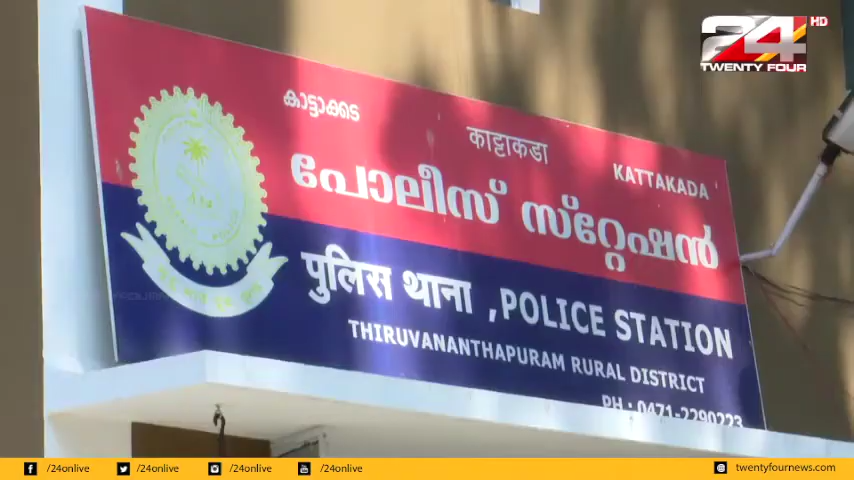 24 HD
TWENTY FOUR
കാട്ടാക്കട
काट्टाकडा
KATTAKADA
പോലീസ് സ്റ്റേഷൻ
पुलिस थाना , POLICE STATION
THIRUVANANTHAPURAM RURAL DISTRICT
PH : 0471-2290223
/24onlive
/24onlive
/24onlive
/24onlive
twentyfournews.com